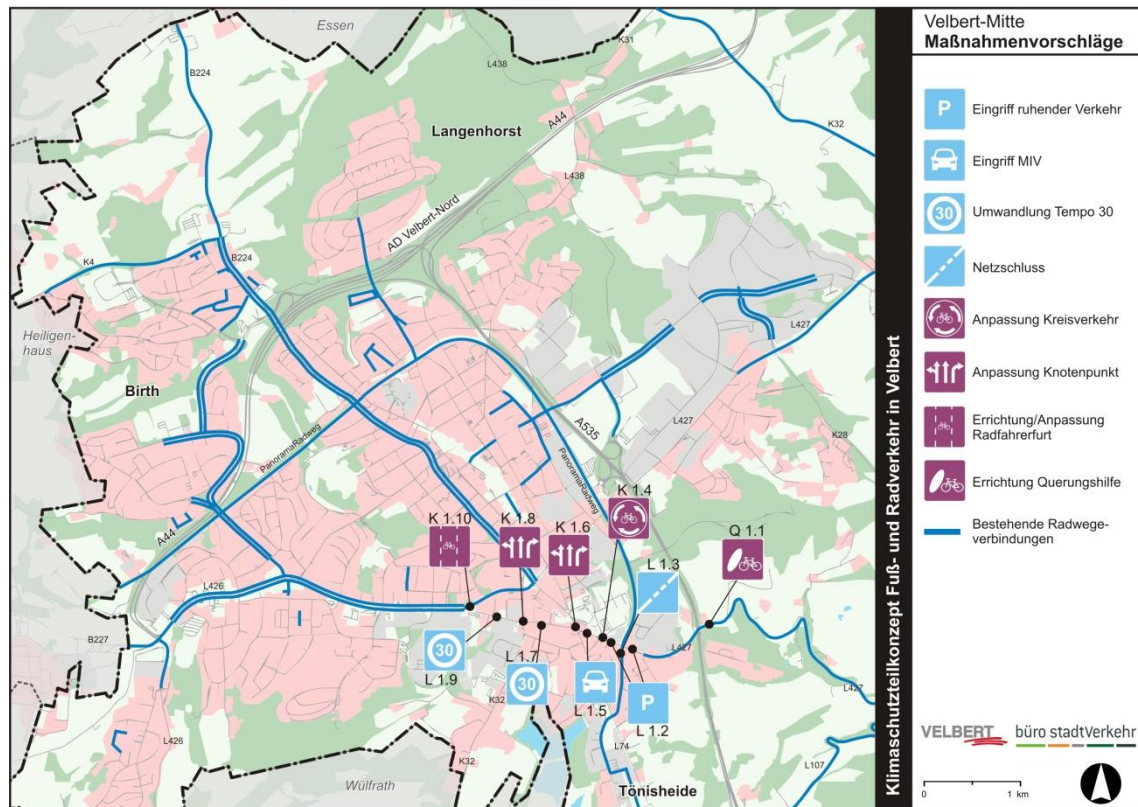 Velbert-Mitte
Maßnahmenvorschläge
P
Eingriff ruhender Verkehr
Eingriff MIV
30
Umwandlung Tempo 30
Netzschluss
Anpassung Kreisverkehr
Anpassung Knotenpunkt
Errichtung/Anpassung
Radfahrerfurt
Errichtung Querungshilfe
Bestehende Radwege-
verbindungen
VELBERT
büro stadtVerkehr
0
1 km
Klimaschutzteilkonzept Fuß- und Radverkehr in Velbert
Essen
K31
B224
L438
A44
K32
Langenhorst
L438
AD Velbert-Nord
K4
B224
Heiligen-
haus
L427
Birth
PanoramaRadweg
A535
L427
K28
PanoramaRadweg
K 1.4
K 1.10
K 1.8
K 1.6
Q 1.1
A44
L 1.3
L426
B227
30
L 1.7
L427
L 1.9
30
P
L427
K32
L 1.5
L 1.2
L426
L74
K32
L107
Wülfrath
Tönisheide